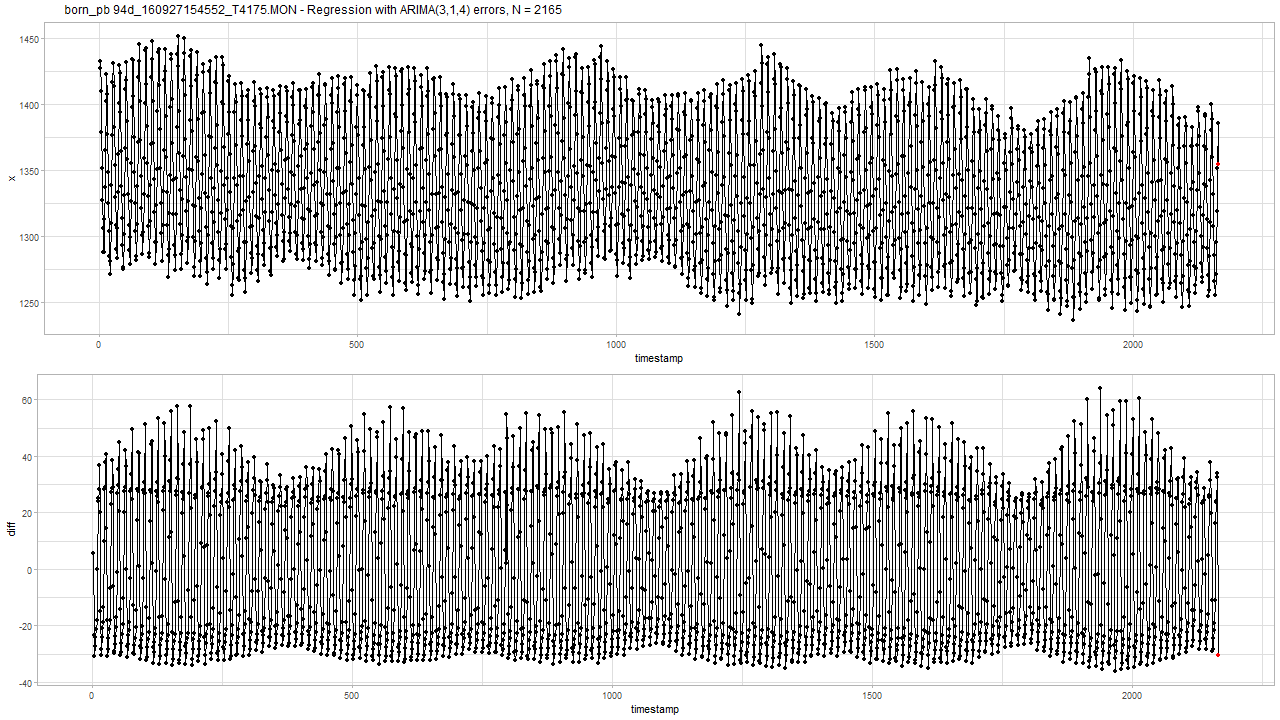 born_pb 94d_160927154552_T4175.MON - Regression with ARIMA(3,1,4) errors, N = 2165
1450
1400
1350
1300
1250
x
0 500 1000 1500 2000
timestamp
60
40
20
0
-20
-40
diff
0 500 1000 1500 2000
timestamp